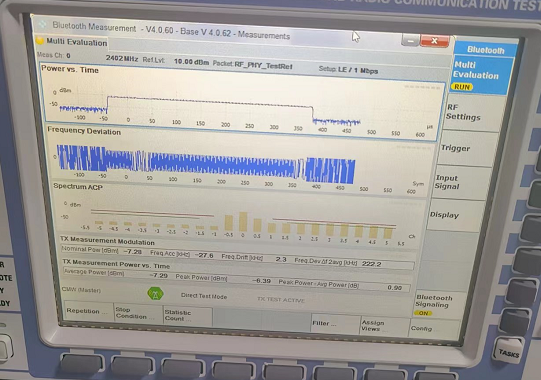 RADIO COMMUNICATION TEST
Bluetooth Measurement - V4.0.60 - Base V 4.0.62 - Measurements
Multi Evaluation
Meas Ch: 0 2402 MHz Ref.Lvl: 10.00 dBm Packet:RF_PHY_TestRef Setup: LE / 1 Mbps
Power vs. Time
dBm
0
-50
-100 -50 0 50 100 150 200 250 300 350 400 450 500 550 600
µs
Frequency Deviation
0
-100 -50 0 50 100 150 200 250 300 350 400 450 500 600
Sym
Spectrum ACP
dBm
0
-50
-5.5 -5 -4.5 -4 -3.5 -3 -2.5 -2 -1.5 -1 -0.5 0 0.5 1 1.5 2 2.5 3 3.5 4 4.5 5 5.5
Ch
TX Measurement Modulation
Nominal Pow [dBm] -7.28 Freq.Acc [kHz] -27.6 Freq.Drift [kHz] 2.3 Freq.Dev.Δf2avg [kHz] 222.2
TX Measurement Power vs. Time
Average Power [dBm] -7.29 Peak Power [dBm] -6.39 Peak Power - Avg Power [dB] 0.90
CMW (Master) Direct Test Mode TX TEST ACTIVE
Repetition ...
Stop Condition ...
Statistic Count ...
Filter ...
Assign Views
Config ...
Bluetooth
Multi Evaluation
RUN
RF Settings
Trigger
Input Signal
Display
Bluetooth Signaling
ON
TASKS